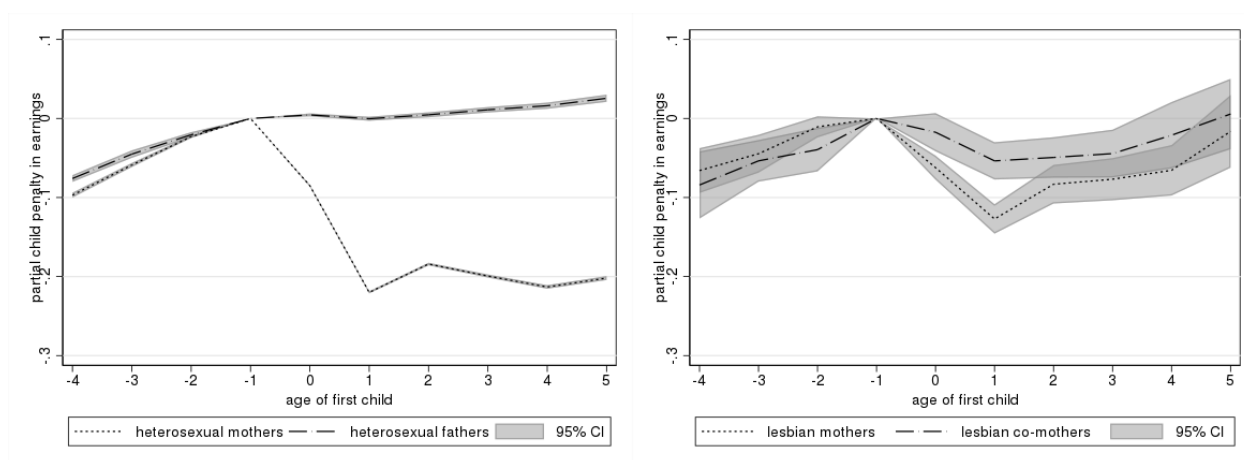 partial child penalty in earnings
.1
0
-.1
-.2
-.3
-4 -3 -2 -1 0 1 2 3 4 5
age of first child
heterosexual mothers heterosexual fathers 95% CI
partial child penalty in earnings
.1
0
-.1
-.2
-.3
-4 -3 -2 -1 0 1 2 3 4 5
age of first child
lesbian mothers lesbian co-mothers 95% CI